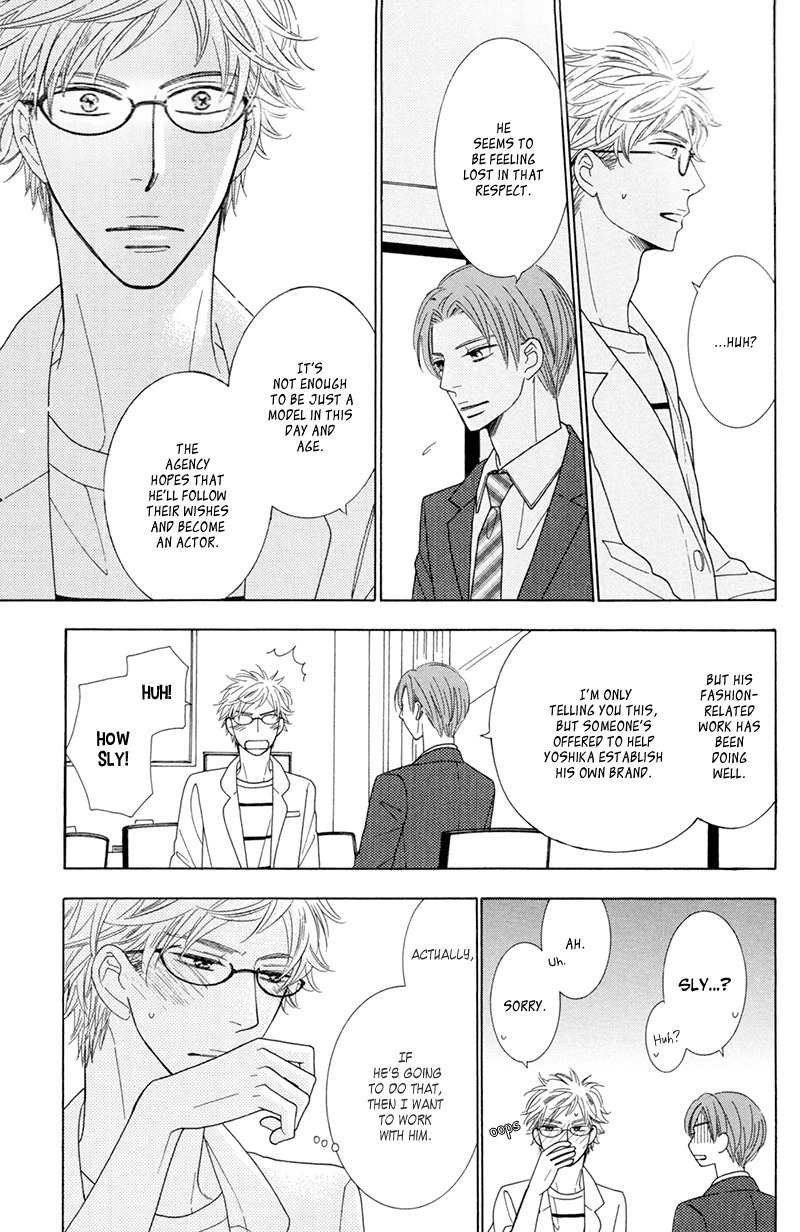 ...HUH?
HE
SEEMS TO
BE FEELING
LOST IN THAT
RESPECT.
IT'S
NOT ENOUGH
TO BE JUST A
MODEL IN THIS
DAY AND
AGE.
THE
AGENCY
HOPES THAT
HE'LL FOLLOW
THEIR WISHES
AND BECOME
AN ACTOR.
BUT HIS
FASHION-
RELATED
WORK HAS
BEEN
DOING
WELL.
I'M ONLY
TELLING YOU THIS,
BUT SOMEONE'S
OFFERED TO HELP
YOSHIKA ESTABLISH
HIS OWN BRAND.
HUH!
HOW
SLY!
SLY...?
Huh?
AH.
Uh.
SORRY.
oops
ACTUALLY,
IF
HE'S GOING
TO DO THAT,
THEN I WANT
TO WORK
WITH HIM.